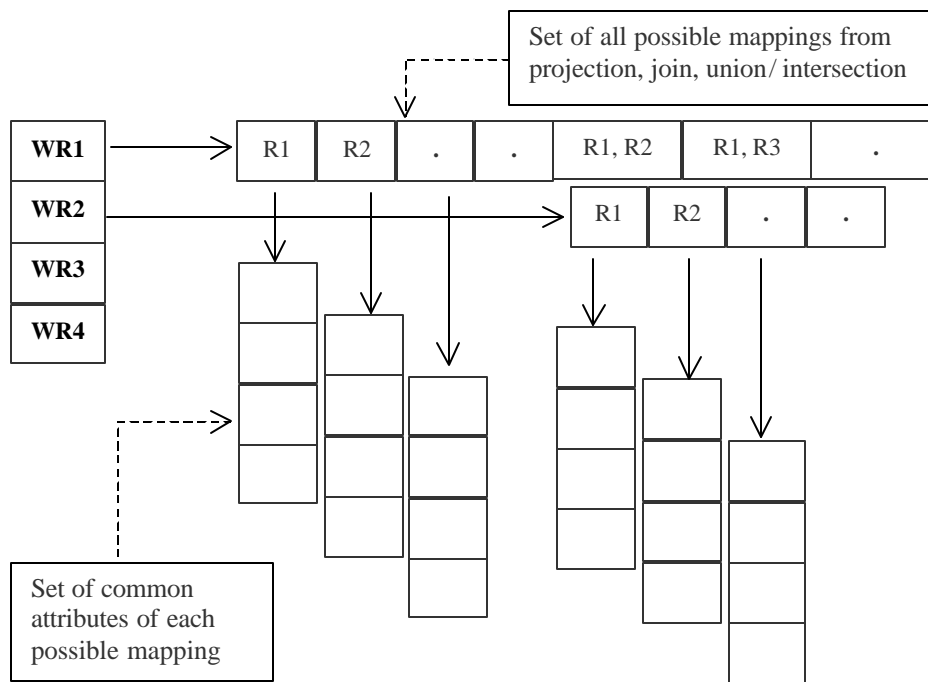 Set of all possible mappings from
projection, join, union/ intersection
WR1
R1 R2 . . R1, R2 R1, R3 .
WR2
R1 R2 . .
WR3
WR4
Set of common
attributes of each
possible mapping